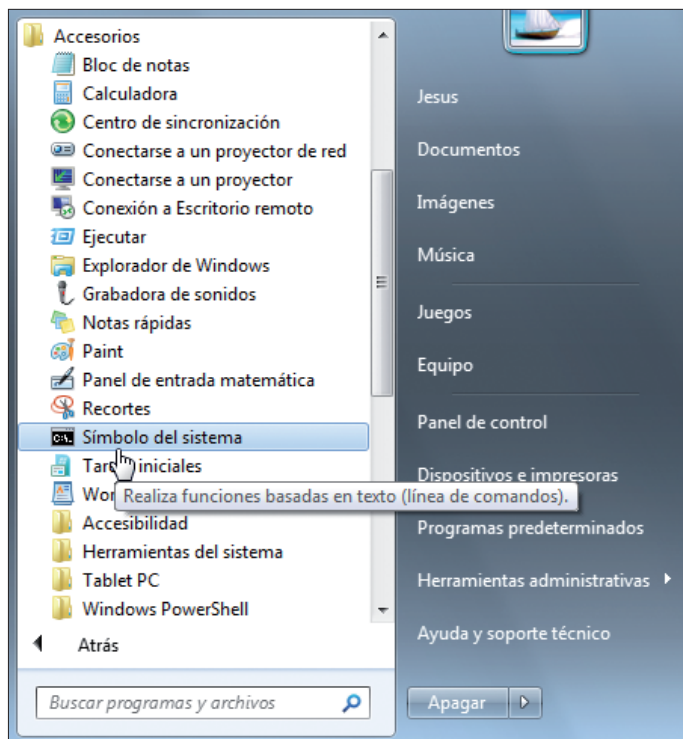 Accesorios
Bloc de notas
Calculadora
Centro de sincronización
Conectarse a un proyector de red
Conectarse a un proyector
Conexión a Escritorio remoto
Ejecutar
Explorador de Windows
Grabadora de sonidos
Notas rápidas
Paint
Panel de entrada matemática
Recortes
C:\.
Símbolo del sistema
iniciales
Realiza funciones basadas en texto (línea de comandos).
Accesibilidad
Herramientas del sistema
Tablet PC
Windows PowerShell
Atrás
Buscar programas y archivos
Jesus
Documentos
Imágenes
Música
Juegos
Equipo
Panel de control
Dispositivos e impresoras
Programas predeterminados
Herramientas administrativas
Ayuda y soporte técnico
Apagar